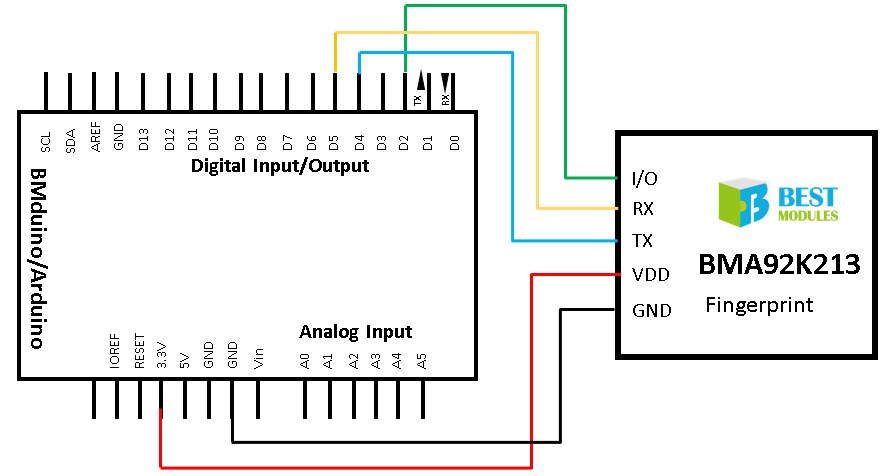 TX
RX
SCL
SDA
AREF
GND
D13
D12
D11
D10
D9
D8
D7
D6
D5
D4
D3
D2
D1
D0
Digital Input/Output
BMduino/Arduino
Analog Input
IOREF
RESET
3.3V
5V
GND
GND
Vin
A0
A1
A2
A3
A4
A5
I/O
RX
TX
VDD
GND
BEST
MODULES
BMA92K213
Fingerprint